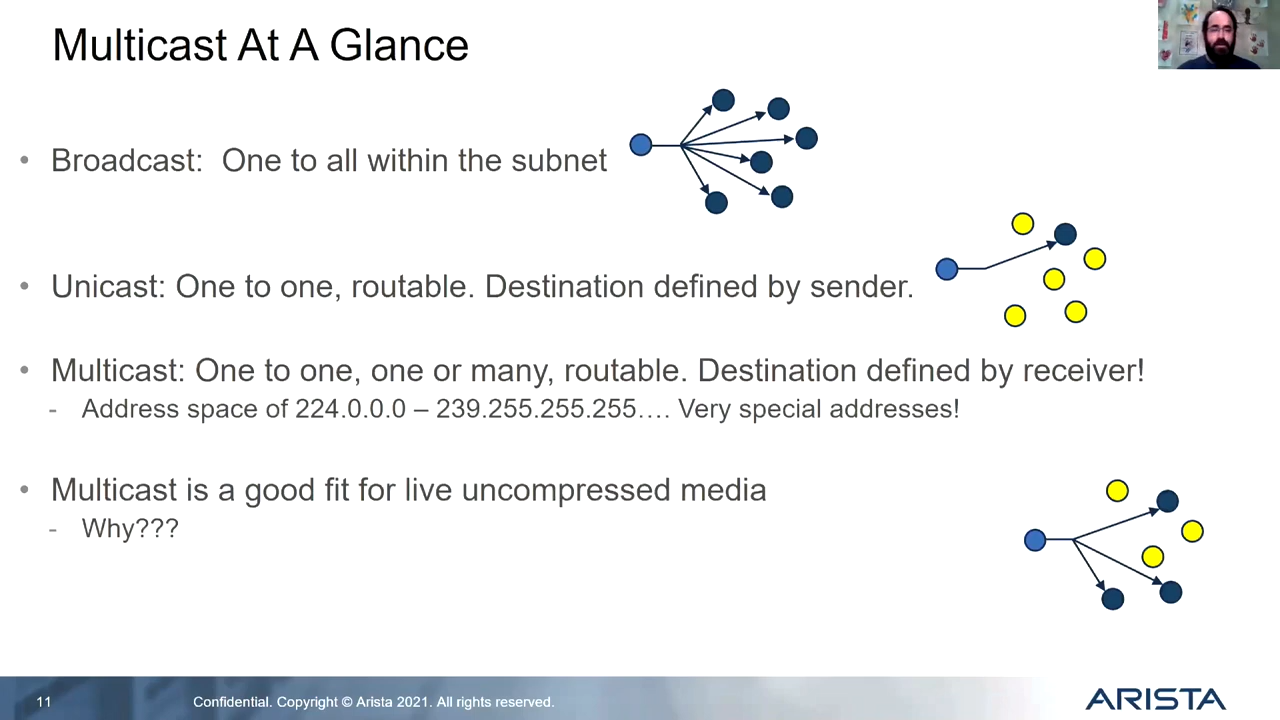 Multicast At A Glance
• Broadcast: One to all within the subnet
• Unicast: One to one, routable. Destination defined by sender.
• Multicast: One to one, one or many, routable. Destination defined by receiver!
- Address space of 224.0.0.0 – 239.255.255.255…. Very special addresses!
• Multicast is a good fit for live uncompressed media
- Why???
11
Confidential. Copyright © Arista 2021. All rights reserved.
ARISTA